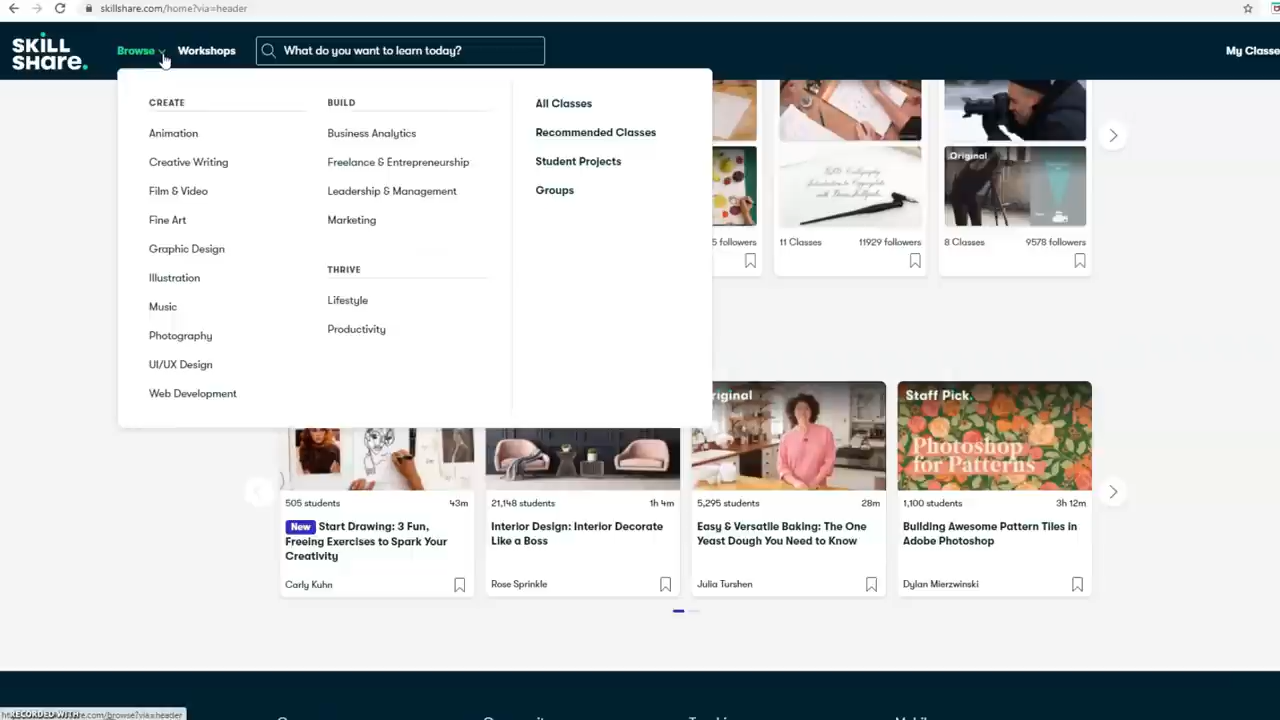 skillshare.com/home?via=header
SKILL
SHARE.
Browse
Workshops
What do you want to learn today?
My Classe
CREATE
Animation
Creative Writing
Film & Video
Fine Art
Graphic Design
Illustration
Music
Photography
UI/UX Design
Web Development
BUILD
Business Analytics
Freelance & Entrepreneurship
Leadership & Management
Marketing
THRIVE
Lifestyle
Productivity
All Classes
Recommended Classes
Student Projects
Groups
Original
5 followers
11 Classes
11929 followers
8 Classes
9578 followers
riginal
Staff Pick.
Photoshop
for Patterns
505 students
43m
New Start Drawing: 3 Fun,
Freeing Exercises to Spark Your
Creativity
Carly Kuhn
21,148 students
1h 4m
Interior Design: Interior Decorate
Like a Boss
Rose Sprinkle
5,295 students
28m
Easy & Versatile Baking: The One
Yeast Dough You Need to Know
Julia Turshen
1,100 students
3h 12m
Building Awesome Pattern Tiles in
Adobe Photoshop
Dylan Mierzwinski
RECORDED WITH
re.com/browse?via=header